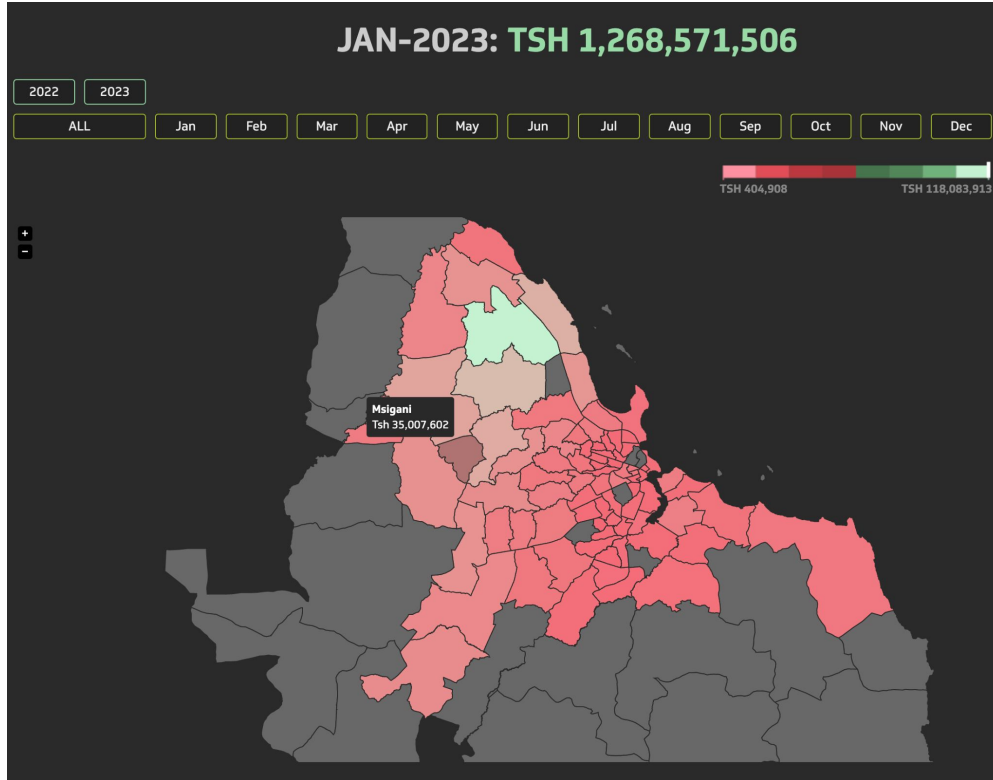 JAN-2023: TSH 1,268,571,506
2022 2023
ALL Jan Feb Mar Apr May Jun Jul Aug Sep Oct Nov Dec
TSH 404,908 TSH 118,083,913
+
−
Msigani
Tsh 35,007,602